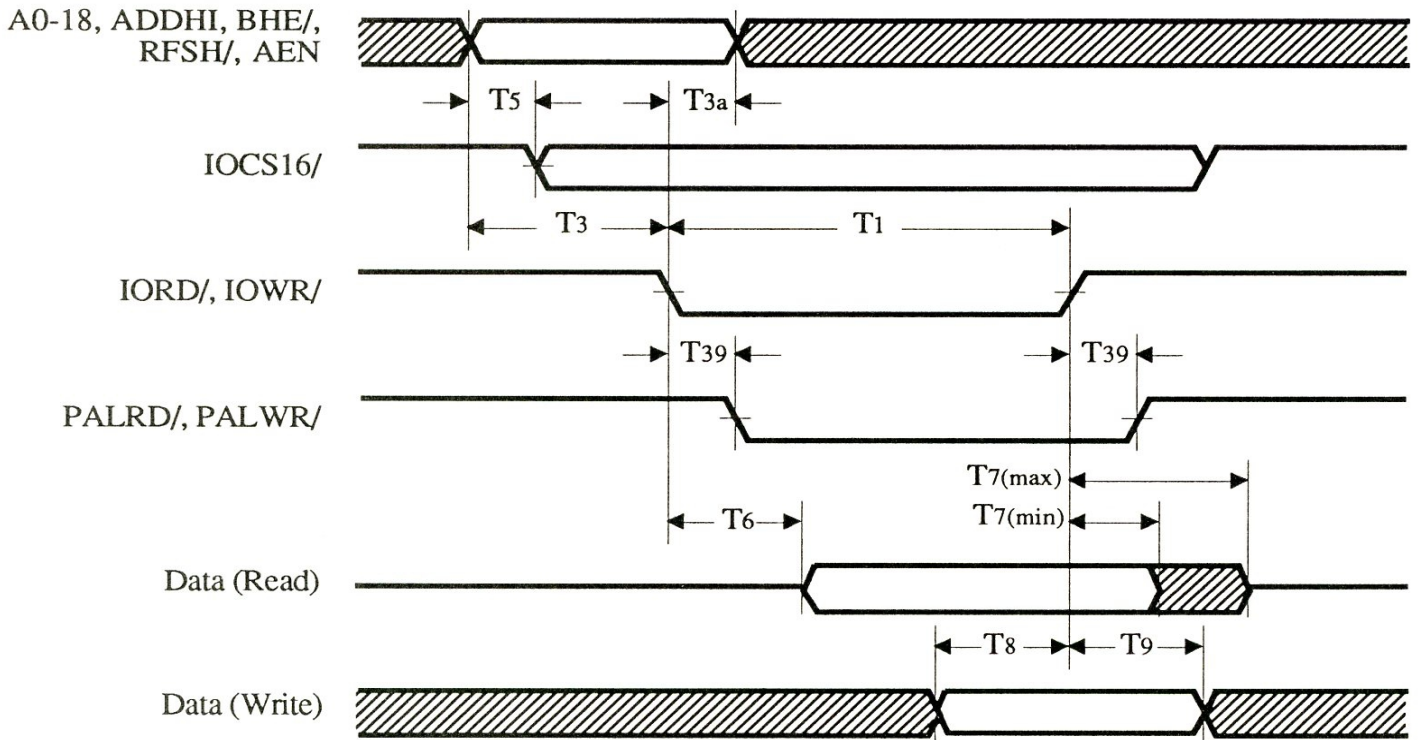 A0-18, ADDHI, BHE/,
RFSH/, AEN
T5
T3a
IOCS16/
T3
T1
IORD/, IOWR/
T39
T39
PALRD/, PALWR/
T7(max)
T6
T7(min)
Data (Read)
T8
T9
Data (Write)